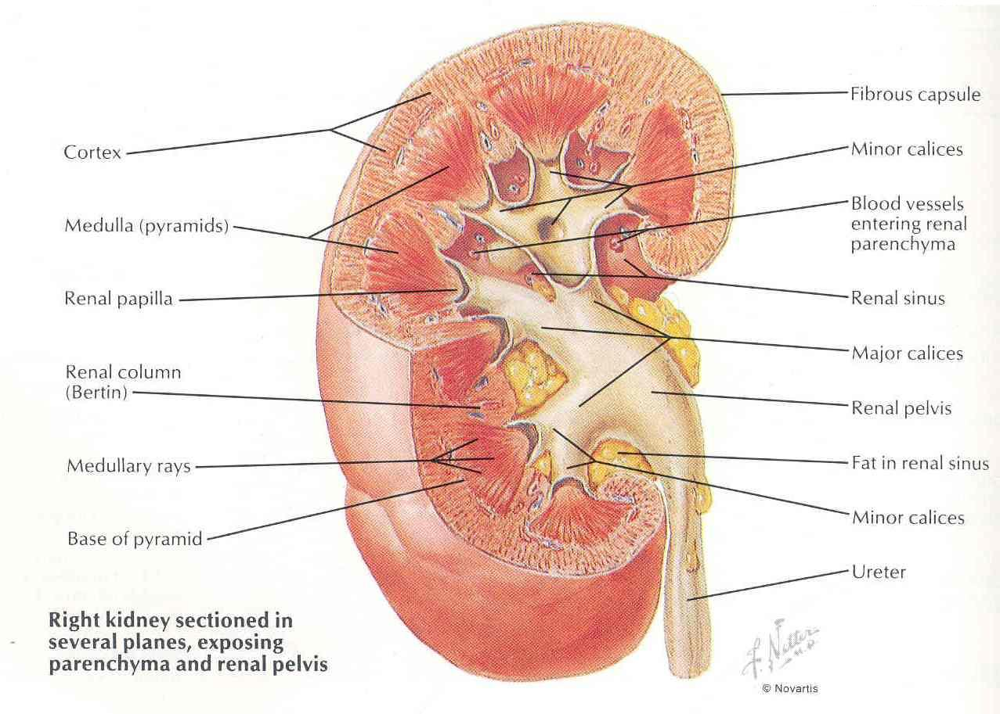 Cortex
Medulla (pyramids)
Renal papilla
Renal column
(Bertin)
Medullary rays
Base of pyramid
Right kidney sectioned in
several planes, exposing
parenchyma and renal pelvis
Fibrous capsule
Minor calices
Blood vessels
entering renal
parenchyma
Renal sinus
Major calices
Renal pelvis
Fat in renal sinus
Minor calices
Ureter
F. Netter
M.D.
© Novartis